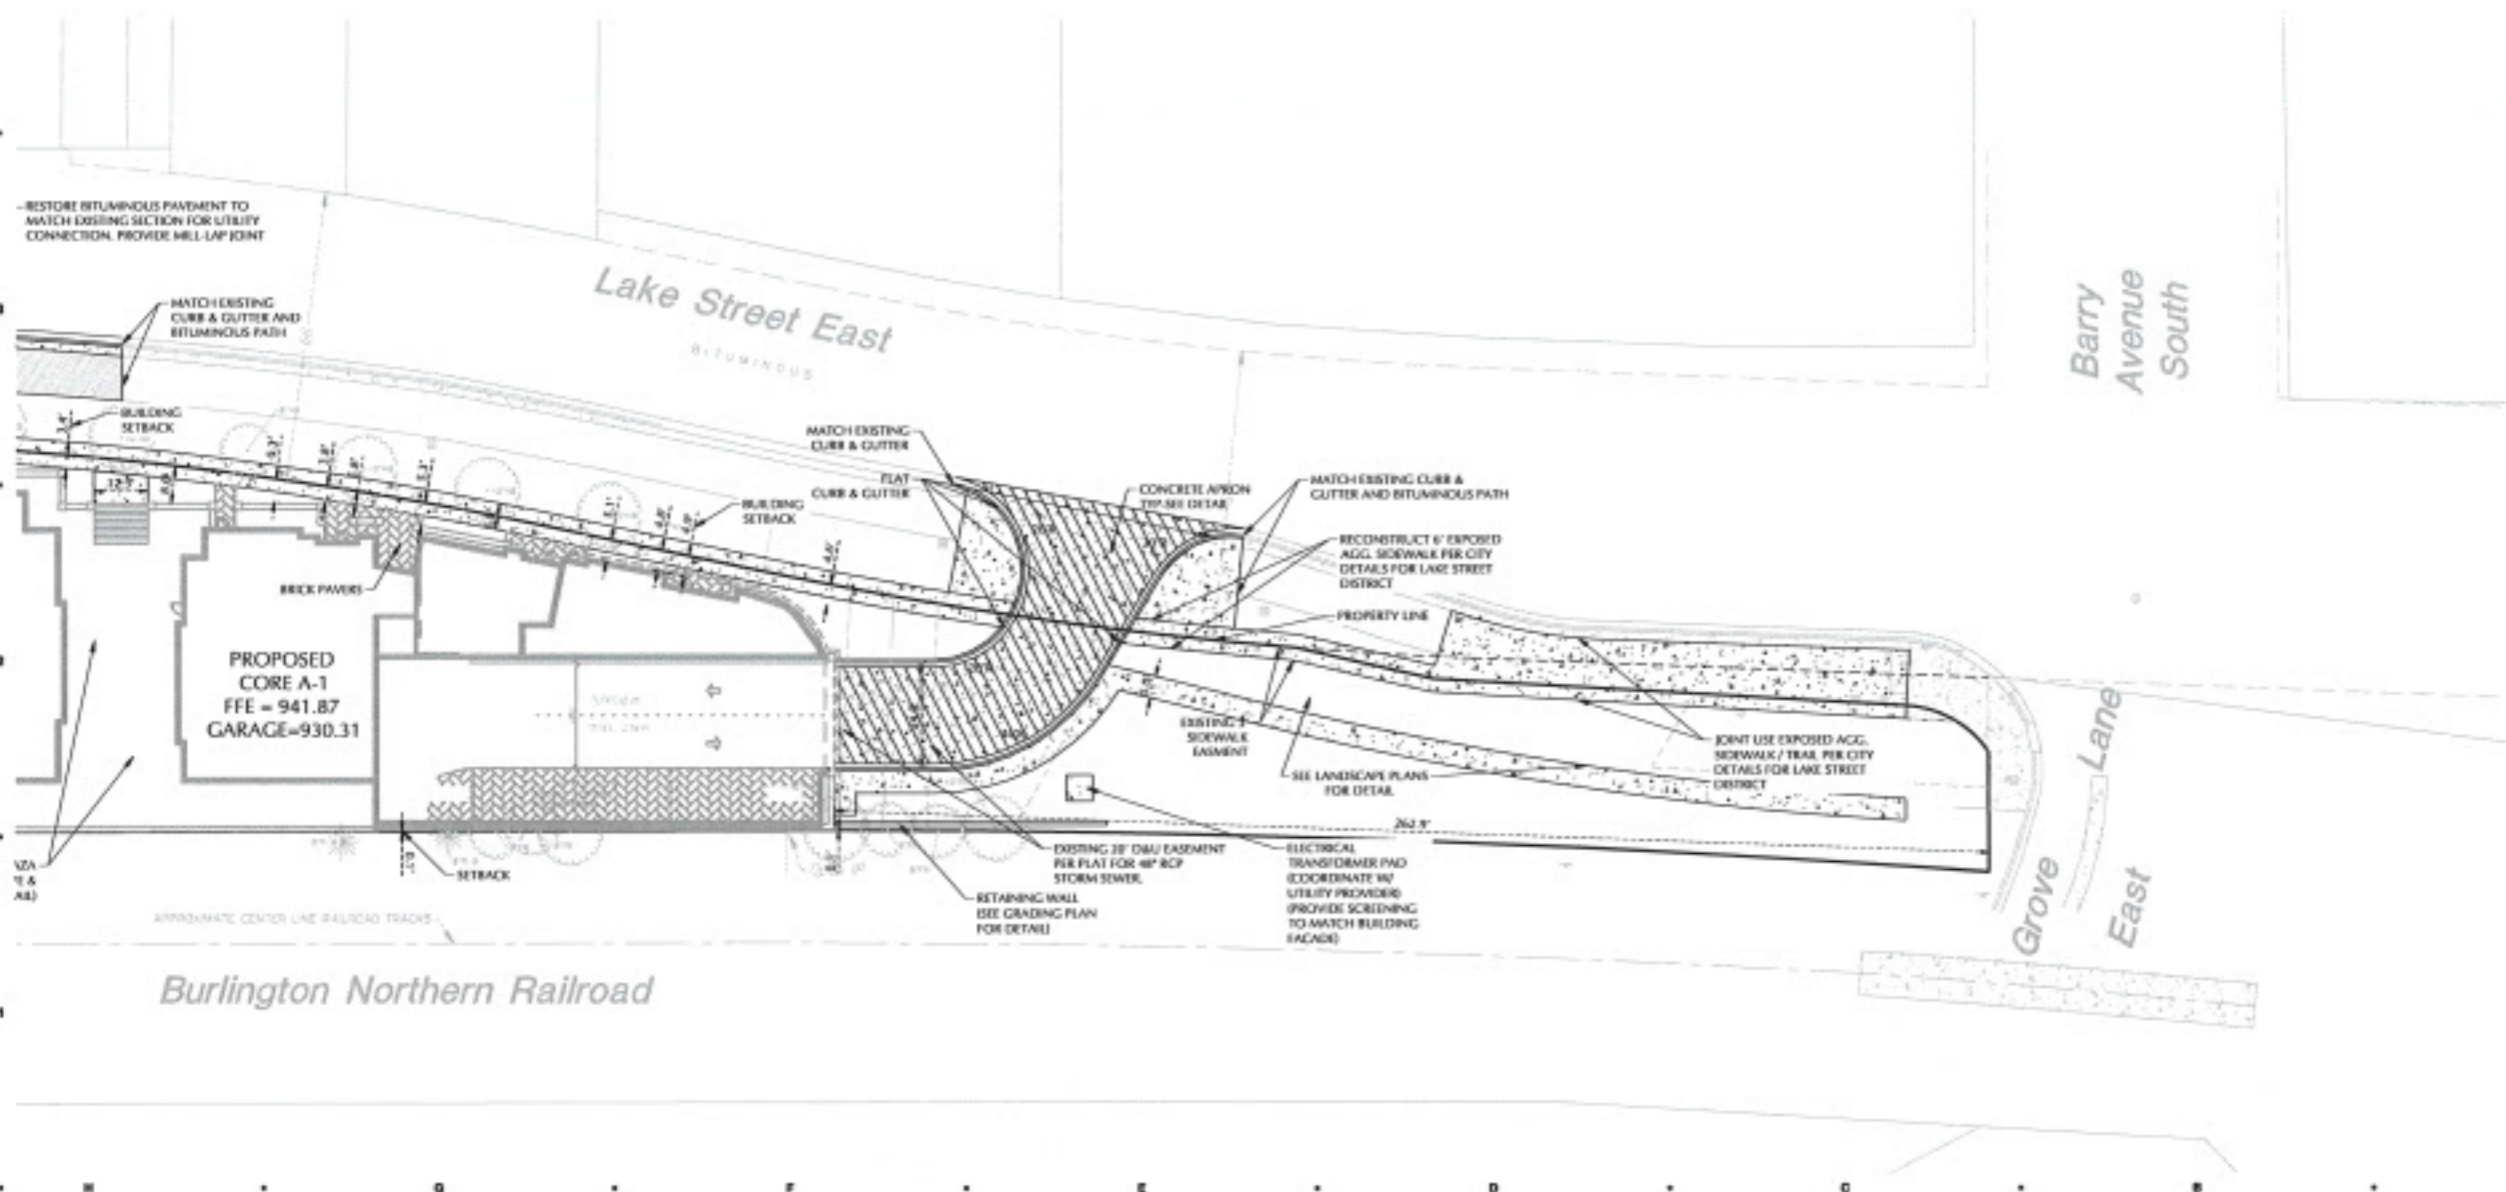 RESTORE BITUMINOUS PAVEMENT TO
MATCH EXISTING SECTION FOR UTILITY
CONNECTION. PROVIDE MILL-LAP JOINT
MATCH EXISTING
CURB & GUTTER AND
BITUMINOUS PATH
Lake Street East
BITUMINOUS
Barry
Avenue
South
BUILDING
SETBACK
MATCH EXISTING
CURB & GUTTER
FLAT
CURB & GUTTER
CONCRETE APRON
TYP-SEE DETAIL
MATCH EXISTING CURB &
GUTTER AND BITUMINOUS PATH
BUILDING
SETBACK
RECONSTRUCT 6' EXPOSED
AGG. SIDEWALK PER CITY
DETAILS FOR LAKE STREET
DISTRICT
BRICK PAVERS
PROPERTY LINE
PROPOSED
CORE A-1
FFE = 941.87
GARAGE=930.31
EXISTING
SIDEWALK
EASMENT
SEE LANDSCAPE PLANS
FOR DETAIL
JOINT USE EXPOSED AGG.
SIDEWALK / TRAIL PER CITY
DETAILS FOR LAKE STREET
DISTRICT
262.9'
SETBACK
EXISTING 20' D&U EASEMENT
PER PLAT FOR 48" RCP
STORM SEWER.
RETAINING WALL
(SEE GRADING PLAN
FOR DETAIL)
ELECTRICAL
TRANSFORMER PAD
(COORDINATE W/
UTILITY PROVIDER)
(PROVIDE SCREENING
TO MATCH BUILDING
FACADE)
Grove Lane
East
APPROXIMATE CENTER LINE RAILROAD TRACKS
Burlington Northern Railroad
H
G
F
E
D
C
B